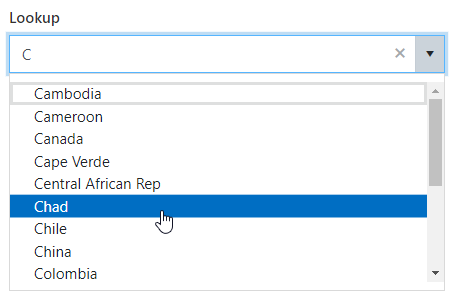 Lookup
C
Cambodia
Cameroon
Canada
Cape Verde
Central African Rep
Chad
Chile
China
Colombia